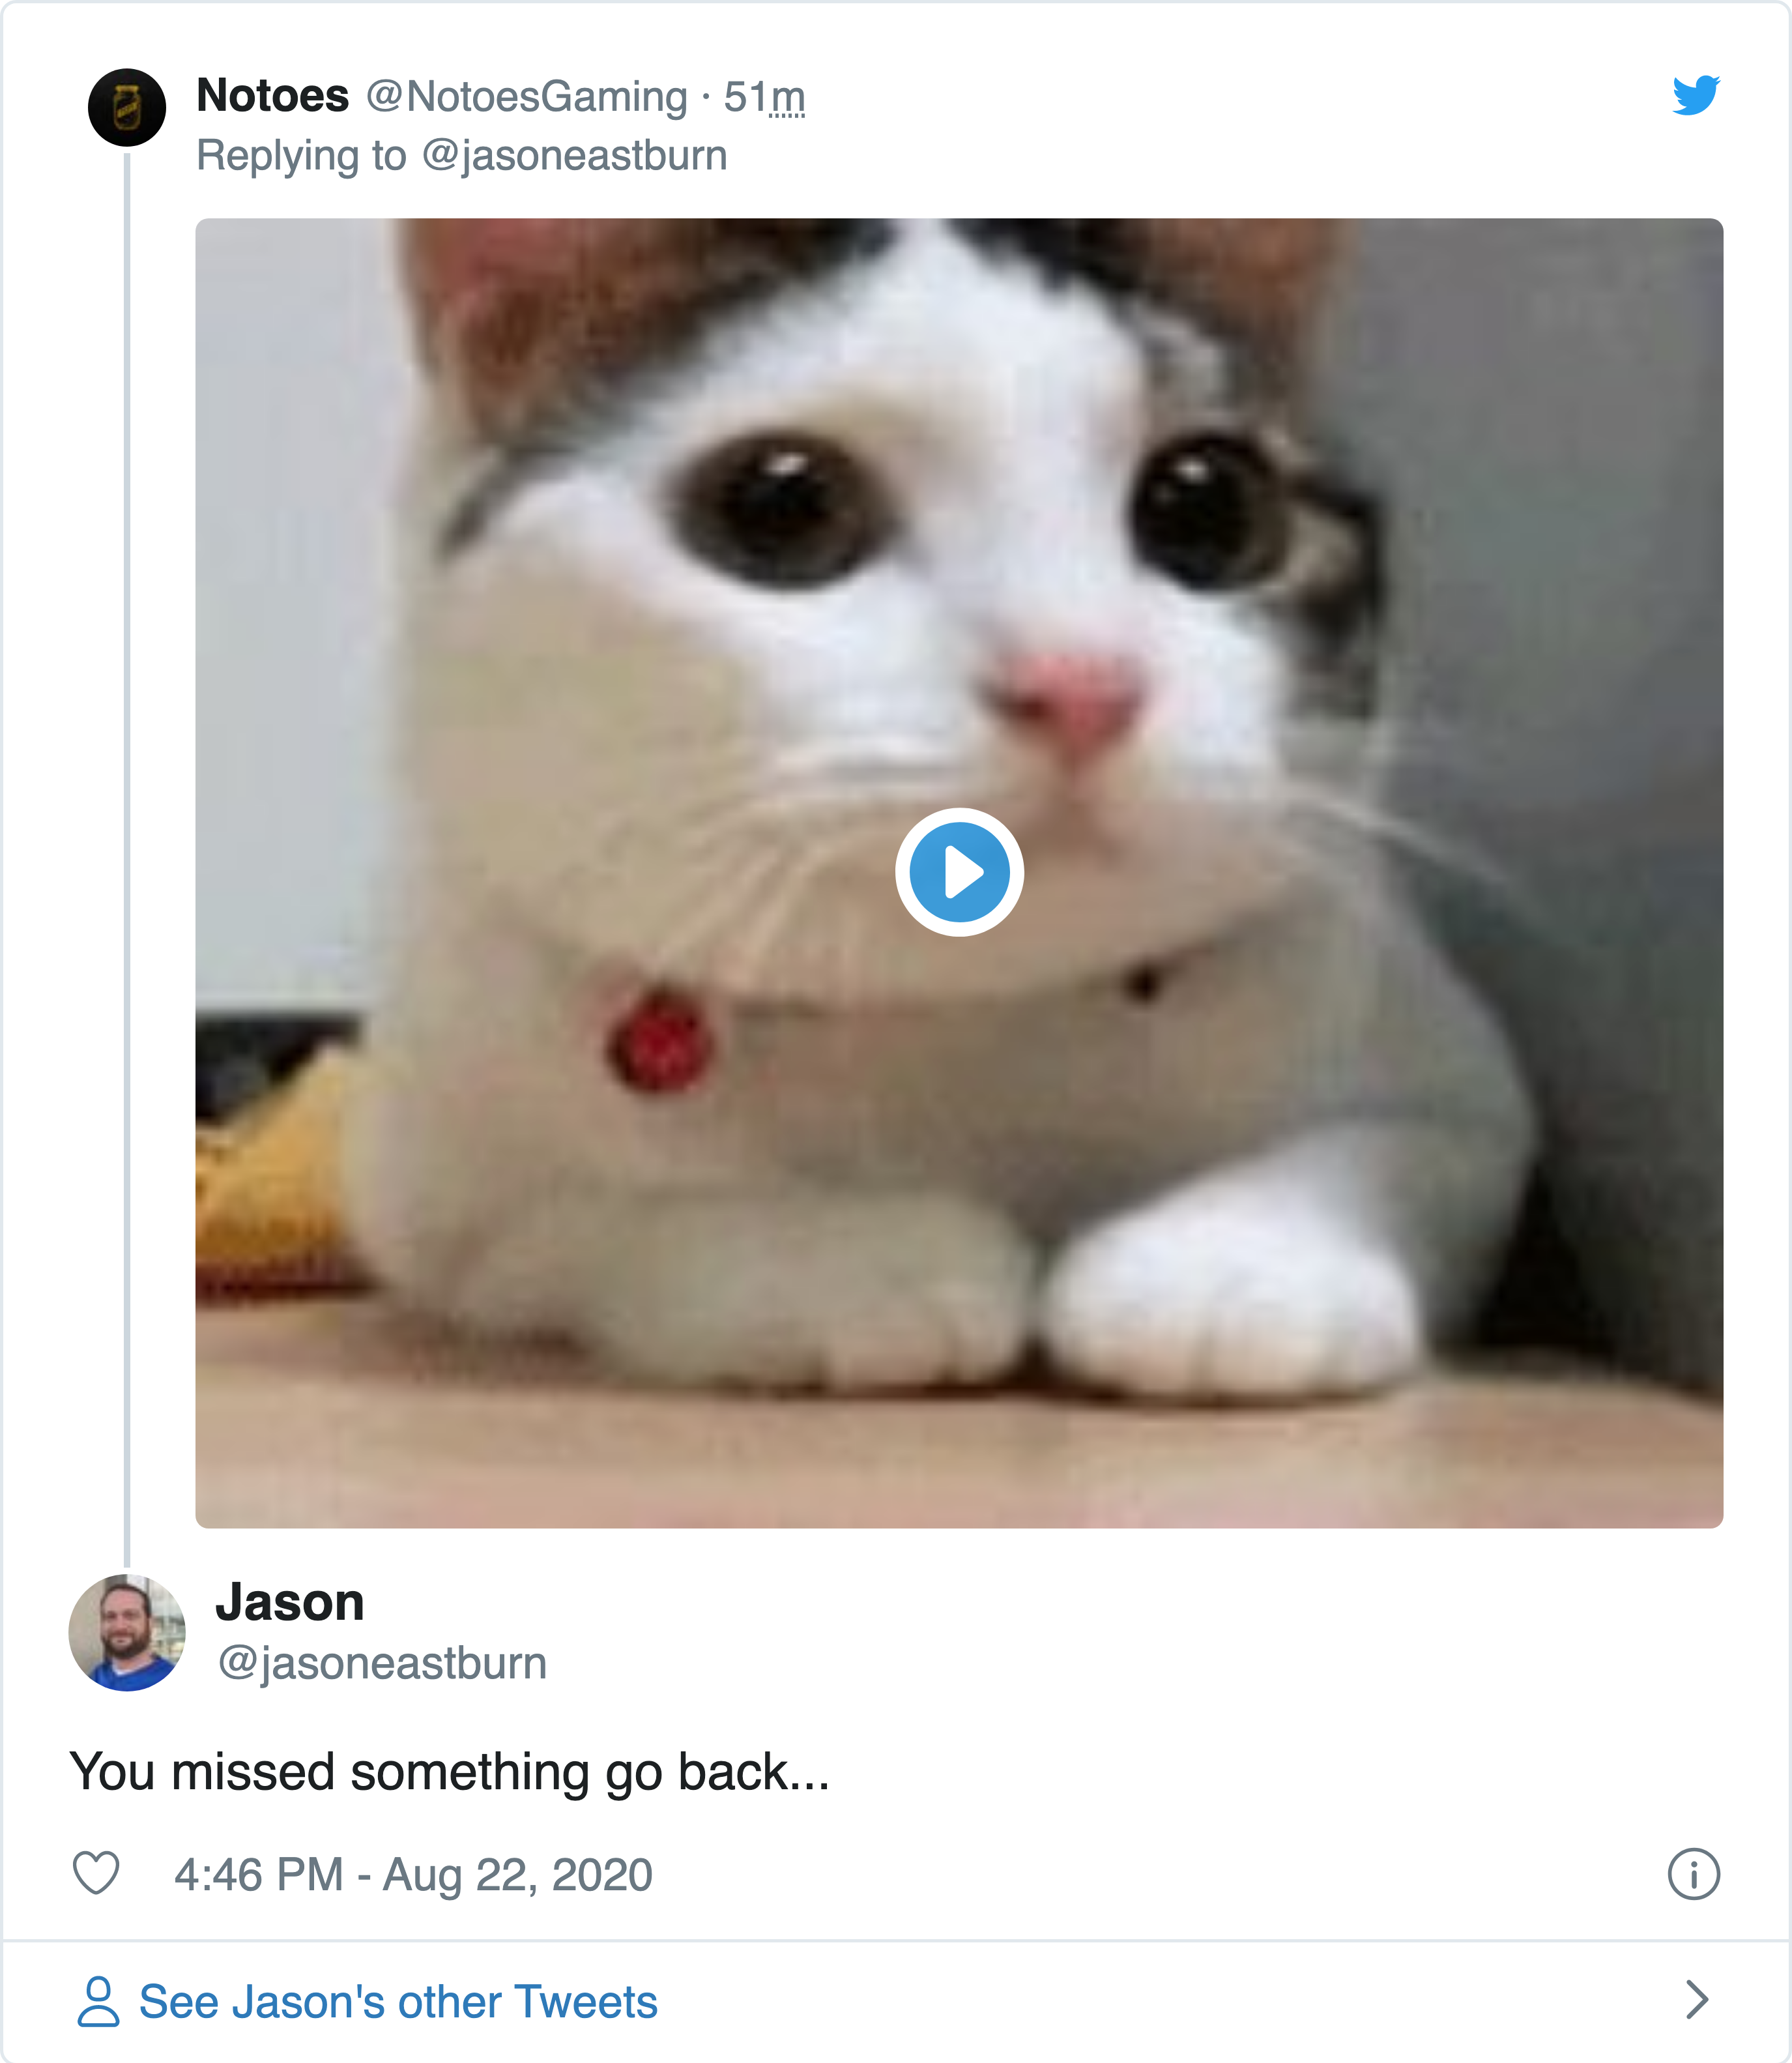 Notoes @NotoesGaming · 51m
Replying to @jasoneastburn
Jason
@jasoneastburn
You missed something go back...
4:46 PM - Aug 22, 2020
See Jason's other Tweets